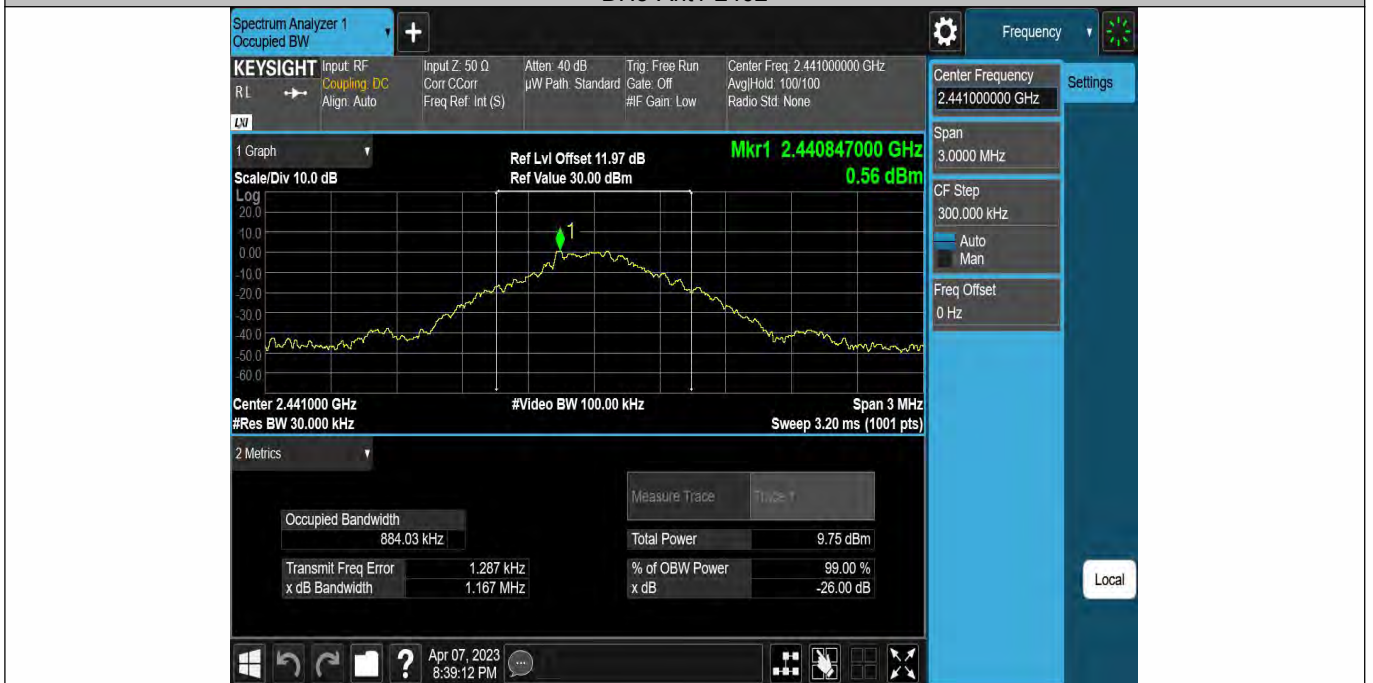 Spectrum Analyzer 1
Occupied BW
Frequency
KEYSIGHT
RL
LXI
Input: RF
Coupling: DC
Align: Auto
Input Z: 50 Ω
Corr CCorr
Freq Ref: Int (S)
Atten: 40 dB
µW Path: Standard
Trig: Free Run
Gate: Off
#IF Gain: Low
Center Freq: 2.441000000 GHz
Avg|Hold: 100/100
Radio Std: None
Center Frequency
2.441000000 GHz
Settings
Span
3.0000 MHz
CF Step
300.000 kHz
Auto
Man
Freq Offset
0 Hz
Local
1 Graph
Scale/Div 10.0 dB
Ref Lvl Offset 11.97 dB
Ref Value 30.00 dBm
Mkr1 2.440847000 GHz
0.56 dBm
Log
20.0
10.0
0.00
-10.0
-20.0
-30.0
-40.0
-50.0
-60.0
1
Center 2.441000 GHz
#Video BW 100.00 kHz
Span 3 MHz
#Res BW 30.000 kHz
Sweep 3.20 ms (1001 pts)
2 Metrics
Measure Trace
Trace 1
Occupied Bandwidth
884.03 kHz
Total Power 9.75 dBm
Transmit Freq Error 1.287 kHz
% of OBW Power 99.00 %
x dB Bandwidth 1.167 MHz
x dB -26.00 dB
Apr 07, 2023
8:39:12 PM